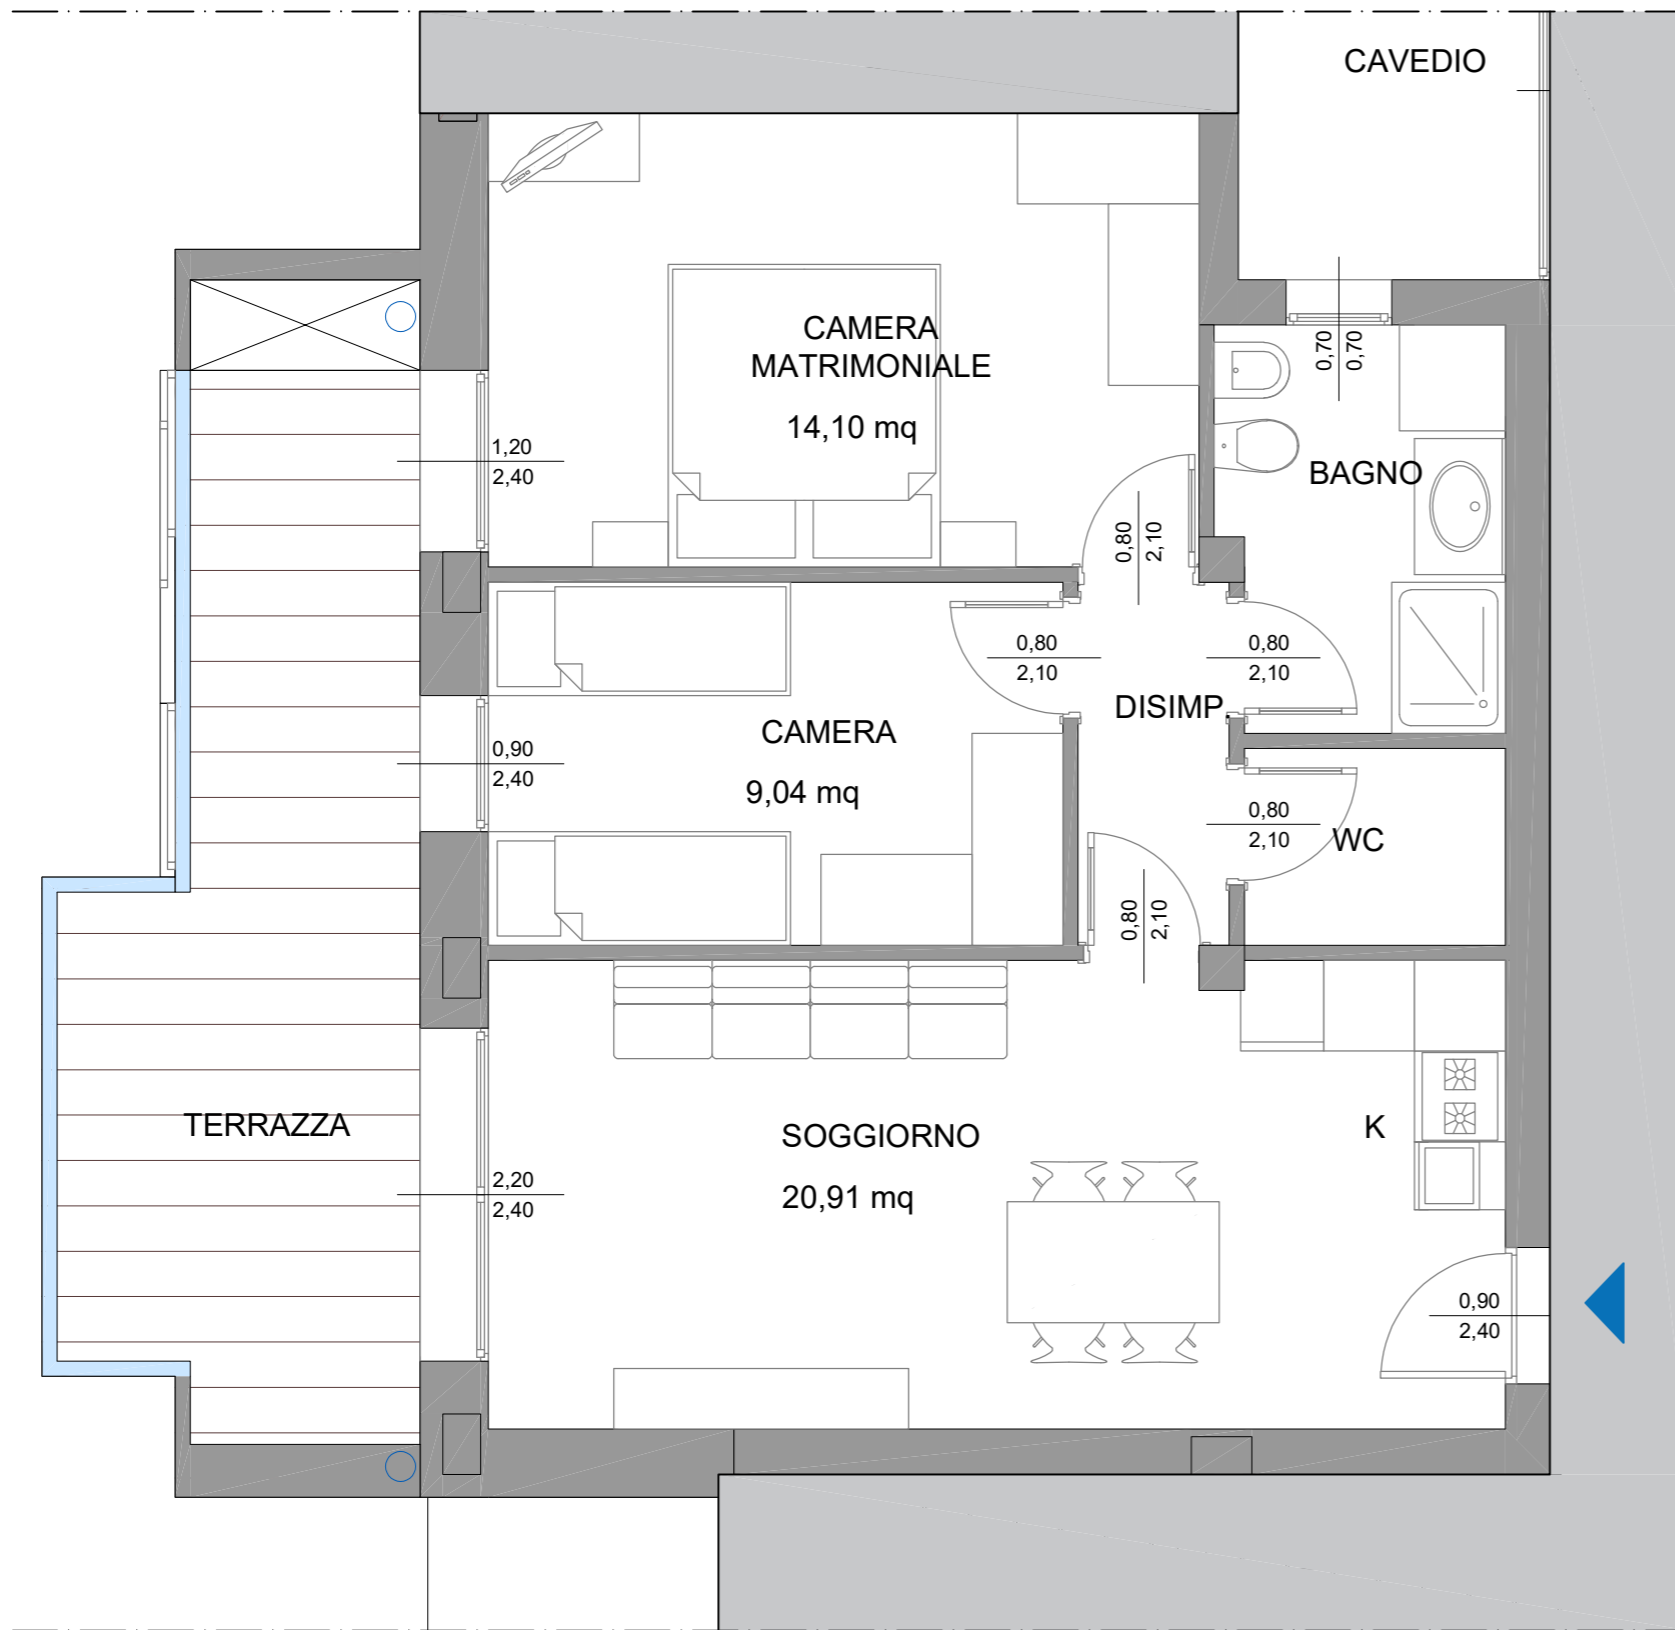 CAVEDIO
0,70
0,70
CAMERA
MATRIMONIALE
14,10 mq
1,20
2,40
BAGNO
0,80
2,10
0,80
2,10
0,80
2,10
DISIMP.
CAMERA
9,04 mq
0,90
2,40
0,80
2,10
WC
0,80
2,10
TERRAZZA
SOGGIORNO
20,91 mq
K
2,20
2,40
0,90
2,40